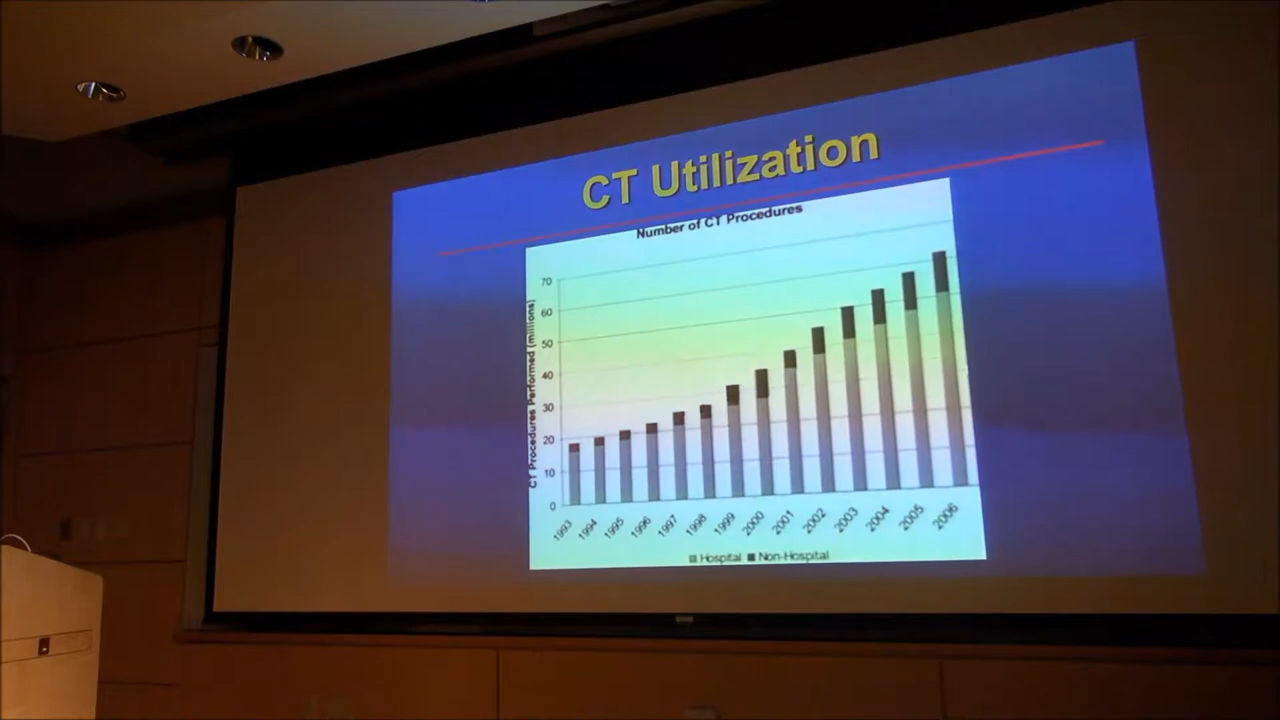 CT Utilization
Number of CT Procedures
CT Procedures Performed (millions)
70
60
50
40
30
20
10
0
1993 1994 1995 1996 1997 1998 1999 2000 2001 2002 2003 2004 2005 2006
Hospital Non-Hospital